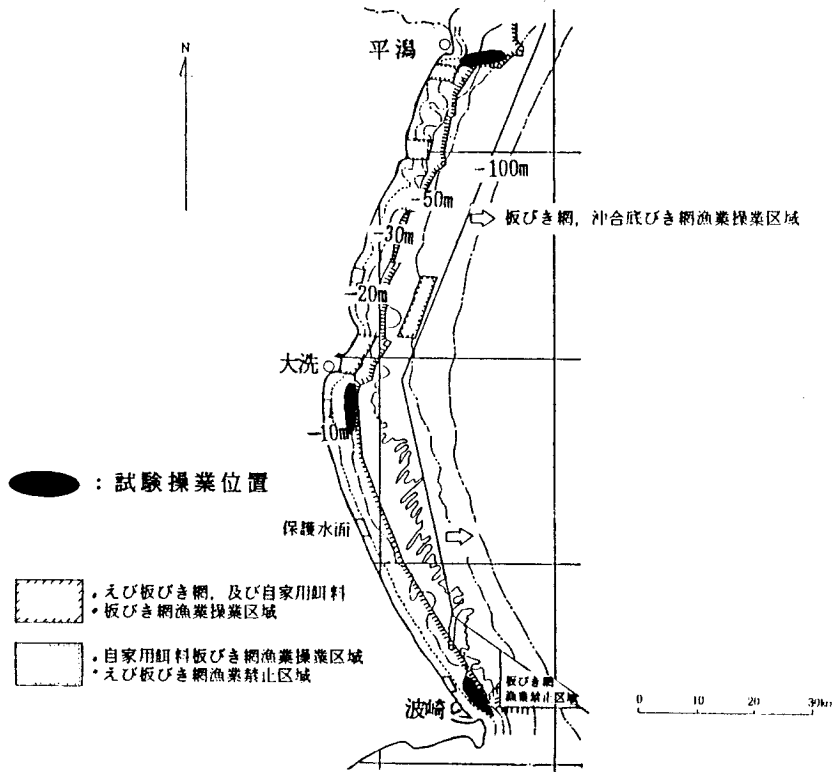 N
平潟
-100m
-50m
板びき網，沖合底びき網漁業操業区域
-30m
-20m
大洗
-10m
：試験操業位置
保護水面
えび板びき網，及び自家用餌料
板びき網漁業操業区域
自家用餌料板びき網漁業操業区域
えび板びき網漁業禁止区域
板びき網
漁業禁止区域
波崎
0 10 20 30km